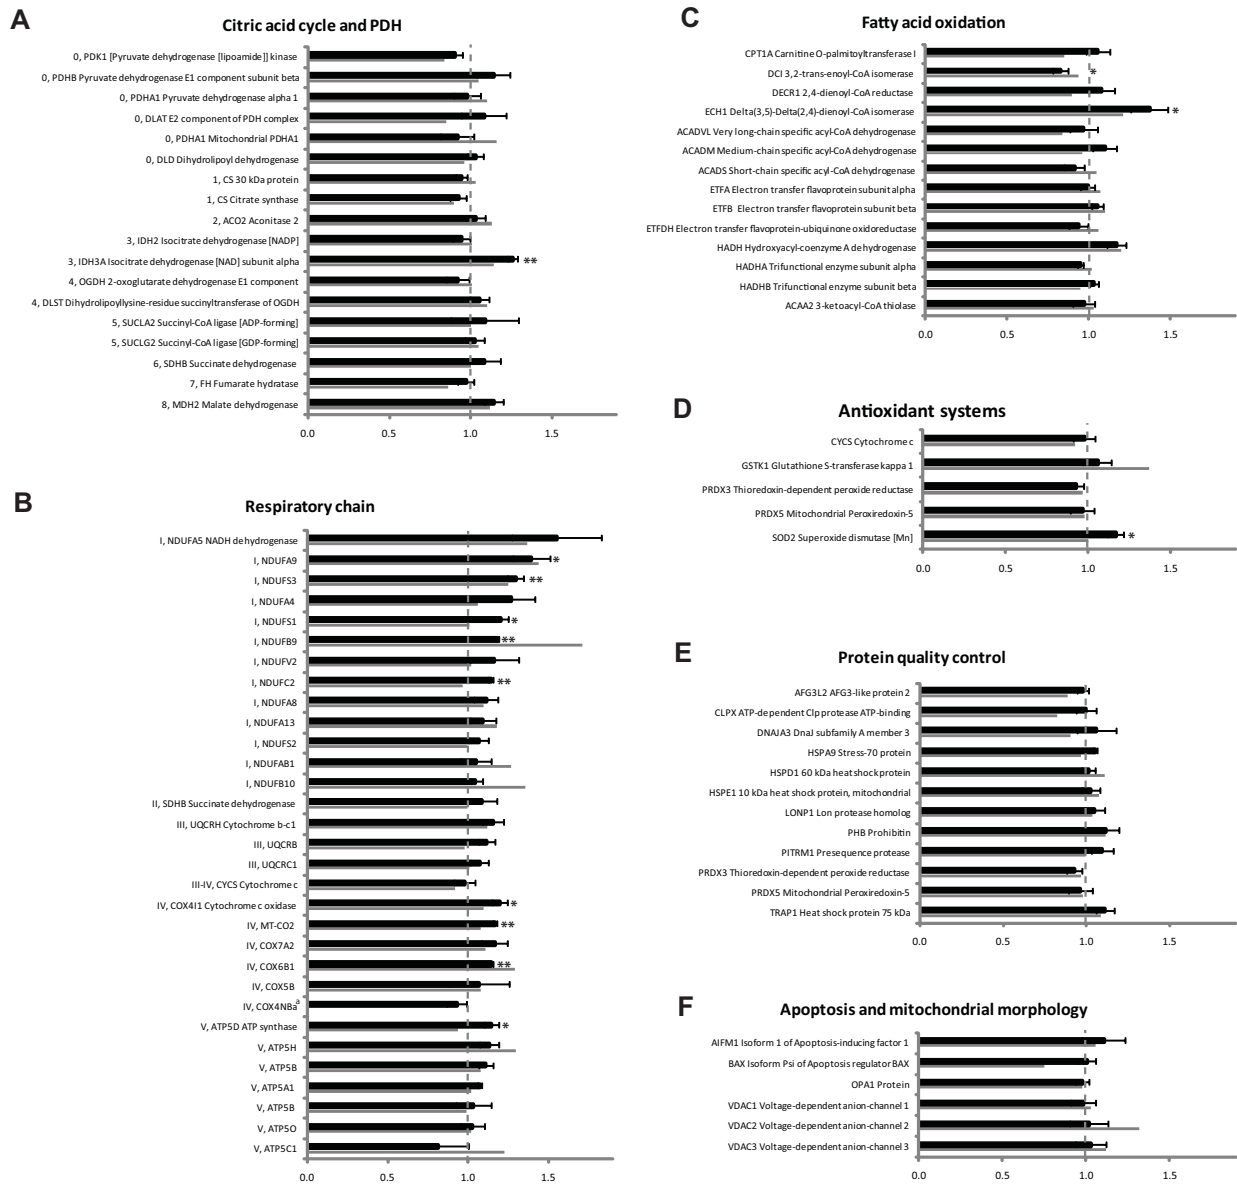 A
Citric acid cycle and PDH
0, PDK1 [Pyruvate dehydrogenase [lipoamide]] kinase
0, PDHB Pyruvate dehydrogenase E1 component subunit beta
0, PDHA1 Pyruvate dehydrogenase alpha 1
0, DLAT E2 component of PDH complex
0, PDHA1 Mitochondrial PDHA1
0, DLD Dihydrolipoyl dehydrogenase
1, CS 30 kDa protein
1, CS Citrate synthase
2, ACO2 Aconitase 2
3, IDH2 Isocitrate dehydrogenase [NADP]
3, IDH3A Isocitrate dehydrogenase [NAD] subunit alpha **
4, OGDH 2-oxoglutarate dehydrogenase E1 component
4, DLST Dihydrolipoyllysine-residue succinyltransferase of OGDH
5, SUCLA2 Succinyl-CoA ligase [ADP-forming]
5, SUCLG2 Succinyl-CoA ligase [GDP-forming]
6, SDHB Succinate dehydrogenase
7, FH Fumarate hydratase
8, MDH2 Malate dehydrogenase
0.0 0.5 1.0 1.5
B
Respiratory chain
I, NDUFA5 NADH dehydrogenase
I, NDUFA9 *
I, NDUFS3 **
I, NDUFA4
I, NDUFS1 *
I, NDUFB9 **
I, NDUFV2
I, NDUFC2 **
I, NDUFA8
I, NDUFA13
I, NDUFS2
I, NDUFAB1
I, NDUFB10
II, SDHB Succinate dehydrogenase
III, UQCRH Cytochrome b-c1
III, UQCRB
III, UQCRC1
III-IV, CYCS Cytochrome c
IV, COX4I1 Cytochrome c oxidase *
IV, MT-CO2 **
IV, COX7A2
IV, COX6B1 **
IV, COX5B
IV, COX4NBa a
V, ATP5D ATP synthase *
V, ATP5H
V, ATP5B
V, ATP5A1
V, ATP5B
V, ATP5O
V, ATP5C1
0.0 0.5 1.0 1.5
C
Fatty acid oxidation
CPT1A Carnitine O-palmitoyltransferase I
DCI 3,2-trans-enoyl-CoA isomerase *
DECR1 2,4-dienoyl-CoA reductase
ECH1 Delta(3,5)-Delta(2,4)-dienoyl-CoA isomerase *
ACADVL Very long-chain specific acyl-CoA dehydrogenase
ACADM Medium-chain specific acyl-CoA dehydrogenase
ACADS Short-chain specific acyl-CoA dehydrogenase
ETFA Electron transfer flavoprotein subunit alpha
ETFB Electron transfer flavoprotein subunit beta
ETFDH Electron transfer flavoprotein-ubiquinone oxidoreductase
HADH Hydroxyacyl-coenzyme A dehydrogenase
HADHA Trifunctional enzyme subunit alpha
HADHB Trifunctional enzyme subunit beta
ACAA2 3-ketoacyl-CoA thiolase
0.0 0.5 1.0 1.5
D
Antioxidant systems
CYCS Cytochrome c
GSTK1 Glutathione S-transferase kappa 1
PRDX3 Thioredoxin-dependent peroxide reductase
PRDX5 Mitochondrial Peroxiredoxin-5
SOD2 Superoxide dismutase [Mn] *
0.0 0.5 1.0 1.5
E
Protein quality control
AFG3L2 AFG3-like protein 2
CLPX ATP-dependent Clp protease ATP-binding
DNAJA3 DnaJ subfamily A member 3
HSPA9 Stress-70 protein
HSPD1 60 kDa heat shock protein
HSPE1 10 kDa heat shock protein, mitochondrial
LONP1 Lon protease homolog
PHB Prohibitin
PITRM1 Presequence protease
PRDX3 Thioredoxin-dependent peroxide reductase
PRDX5 Mitochondrial Peroxiredoxin-5
TRAP1 Heat shock protein 75 kDa
0.0 0.5 1.0 1.5
F
Apoptosis and mitochondrial morphology
AIFM1 Isoform 1 of Apoptosis-inducing factor 1
BAX Isoform Psi of Apoptosis regulator BAX
OPA1 Protein
VDAC1 Voltage-dependent anion-channel 1
VDAC2 Voltage-dependent anion-channel 2
VDAC3 Voltage-dependent anion-channel 3
0.0 0.5 1.0 1.5